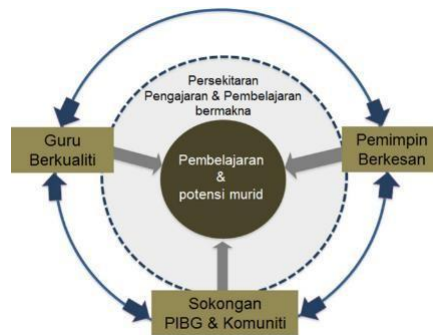 Persekitaran
Pengajaran & Pembelajaran
bermakna
Guru
Berkualiti
Pemimpin
Berkesan
Pembelajaran
&
potensi murid
Sokongan
PIBG & Komuniti